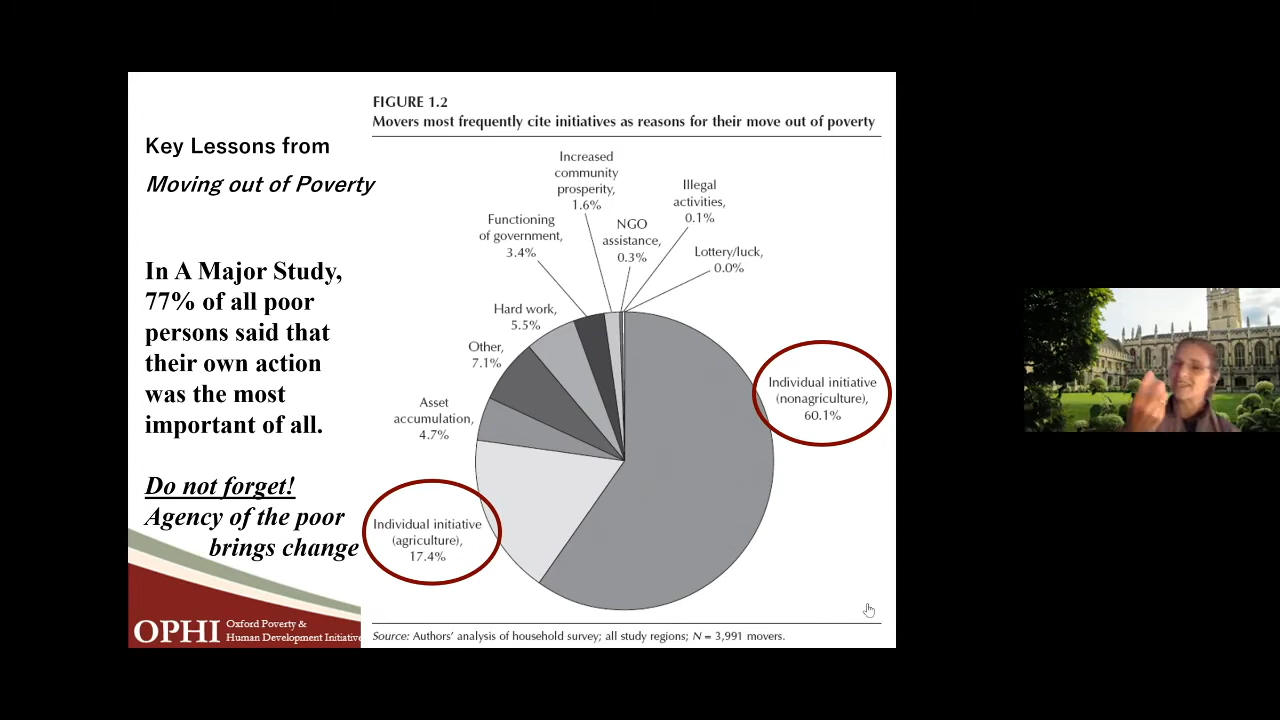 Key Lessons from
Moving out of Poverty
In A Major Study,
77% of all poor
persons said that
their own action
was the most
important of all.
Do not forget!
Agency of the poor
brings change
OPHI
Oxford Poverty &
Human Development Initiative
FIGURE 1.2
Movers most frequently cite initiatives as reasons for their move out of poverty
Increased
community
prosperity,
1.6%
Illegal
activities,
0.1%
Functioning
of government,
3.4%
NGO
assistance,
0.3%
Lottery/luck,
0.0%
Hard work,
5.5%
Other,
7.1%
Asset
accumulation,
4.7%
Individual initiative
(nonagriculture),
60.1%
Individual initiative
(agriculture),
17.4%
Source: Authors’ analysis of household survey; all study regions; N = 3,991 movers.